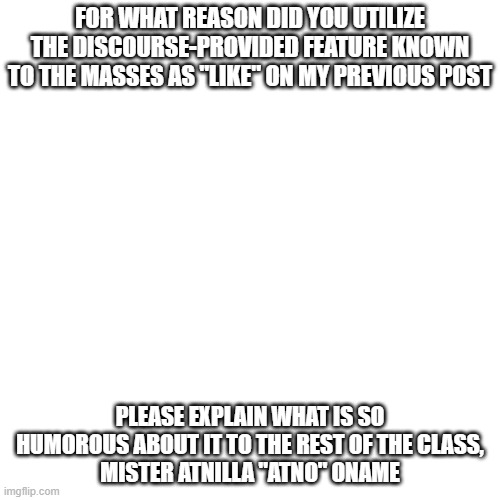 FOR WHAT REASON DID YOU UTILIZE
THE DISCOURSE-PROVIDED FEATURE KNOWN
TO THE MASSES AS "LIKE" ON MY PREVIOUS POST
PLEASE EXPLAIN WHAT IS SO
HUMOROUS ABOUT IT TO THE REST OF THE CLASS,
MISTER ATNILLA "ATNO" ONAME
imgflip.com